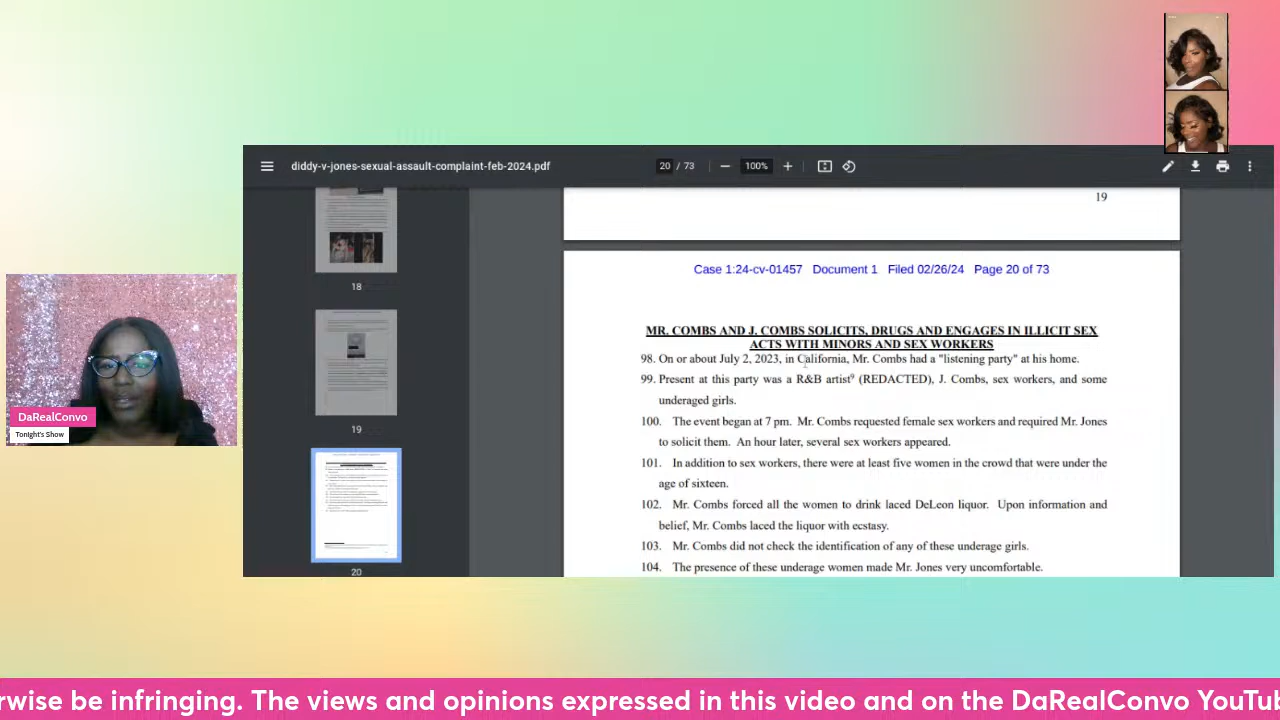 diddy-v-jones-sexual-assault-complaint-feb-2024.pdf
20 / 73
100%
18
19
20
19
Case 1:24-cv-01457 Document 1 Filed 02/26/24 Page 20 of 73
MR. COMBS AND J. COMBS SOLICITS, DRUGS AND ENGAGES IN ILLICIT SEX
ACTS WITH MINORS AND SEX WORKERS
98. On or about July 2, 2023, in California, Mr. Combs had a "listening party" at his home.
99. Present at this party was a R&B artist⁹ (REDACTED), J. Combs, sex workers, and some
underaged girls.
100. The event began at 7 pm. Mr. Combs requested female sex workers and required Mr. Jones
to solicit them. An hour later, several sex workers appeared.
101. In addition to sex workers, there were at least five women in the crowd that were under the
age of sixteen.
102. Mr. Combs forced all the women to drink laced DeLeon liquor. Upon information and
belief, Mr. Combs laced the liquor with ecstasy.
103. Mr. Combs did not check the identification of any of these underage girls.
104. The presence of these underage women made Mr. Jones very uncomfortable.
DaRealConvo
Tonight's Show
rwise be infringing. The views and opinions expressed in this video and on the DaRealConvo YouTub